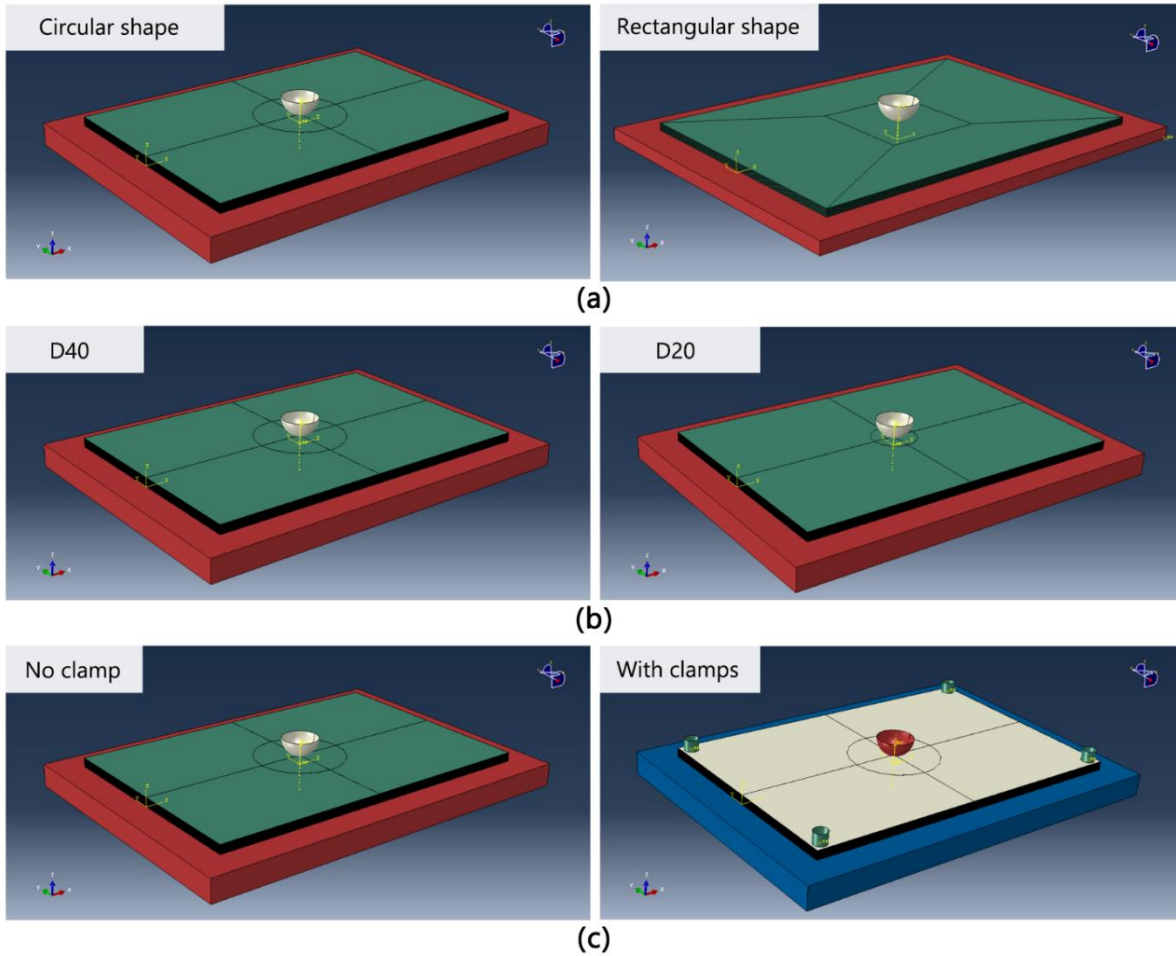 Circular shape
Rectangular shape
(a)
D40
D20
(b)
No clamp
With clamps
(c)